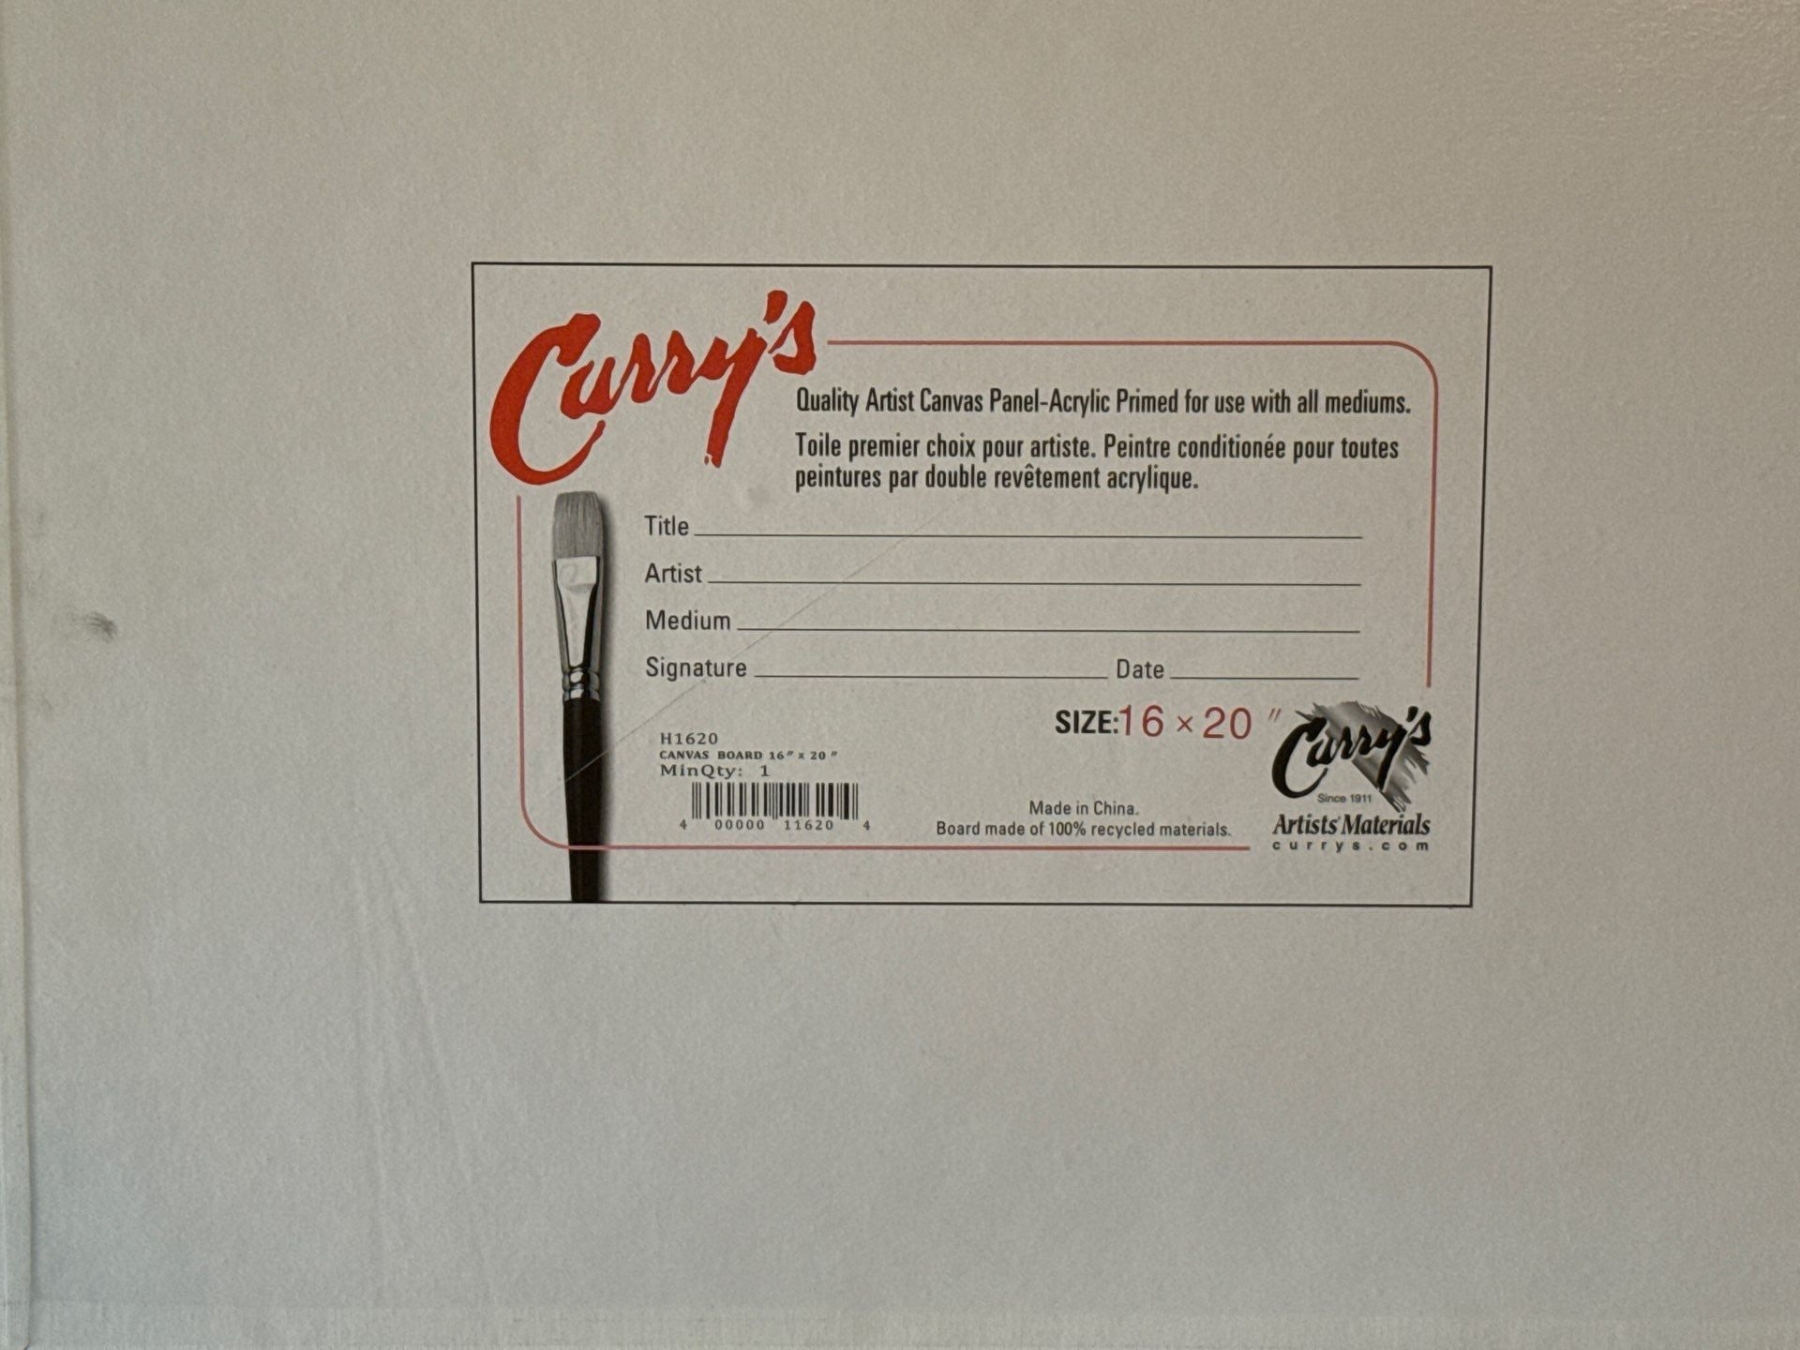 Curry's
Quality Artist Canvas Panel-Acrylic Primed for use with all mediums.
Toile premier choix pour artiste. Peintre conditionée pour toutes
peintures par double revêtement acrylique.
Title
Artist
Medium
Signature Date
SIZE:16 × 20 "
H1620
CANVAS BOARD 16" x 20 "
MinQty: 1
4 00000 11620 4
Made in China.
Board made of 100% recycled materials.
Curry's
Since 1911
Artists' Materials
currys.com